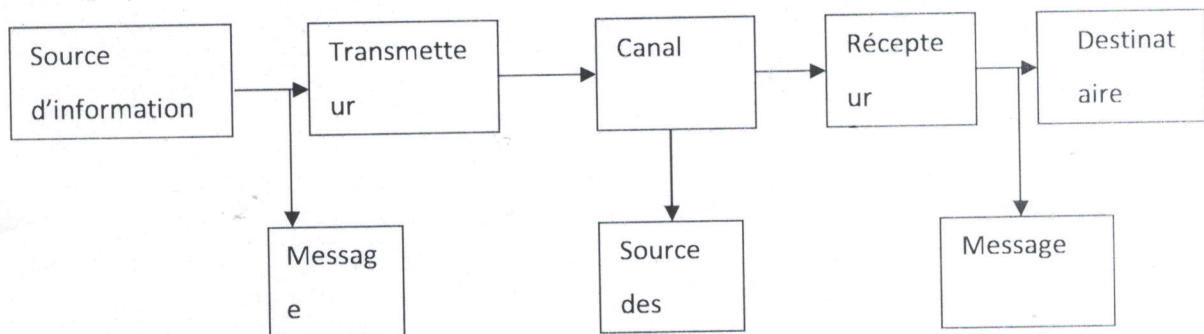 Source
d'information
Transmette
ur
Canal
Récepte
ur
Destinat
aire
Messag
e
Source
des
Message